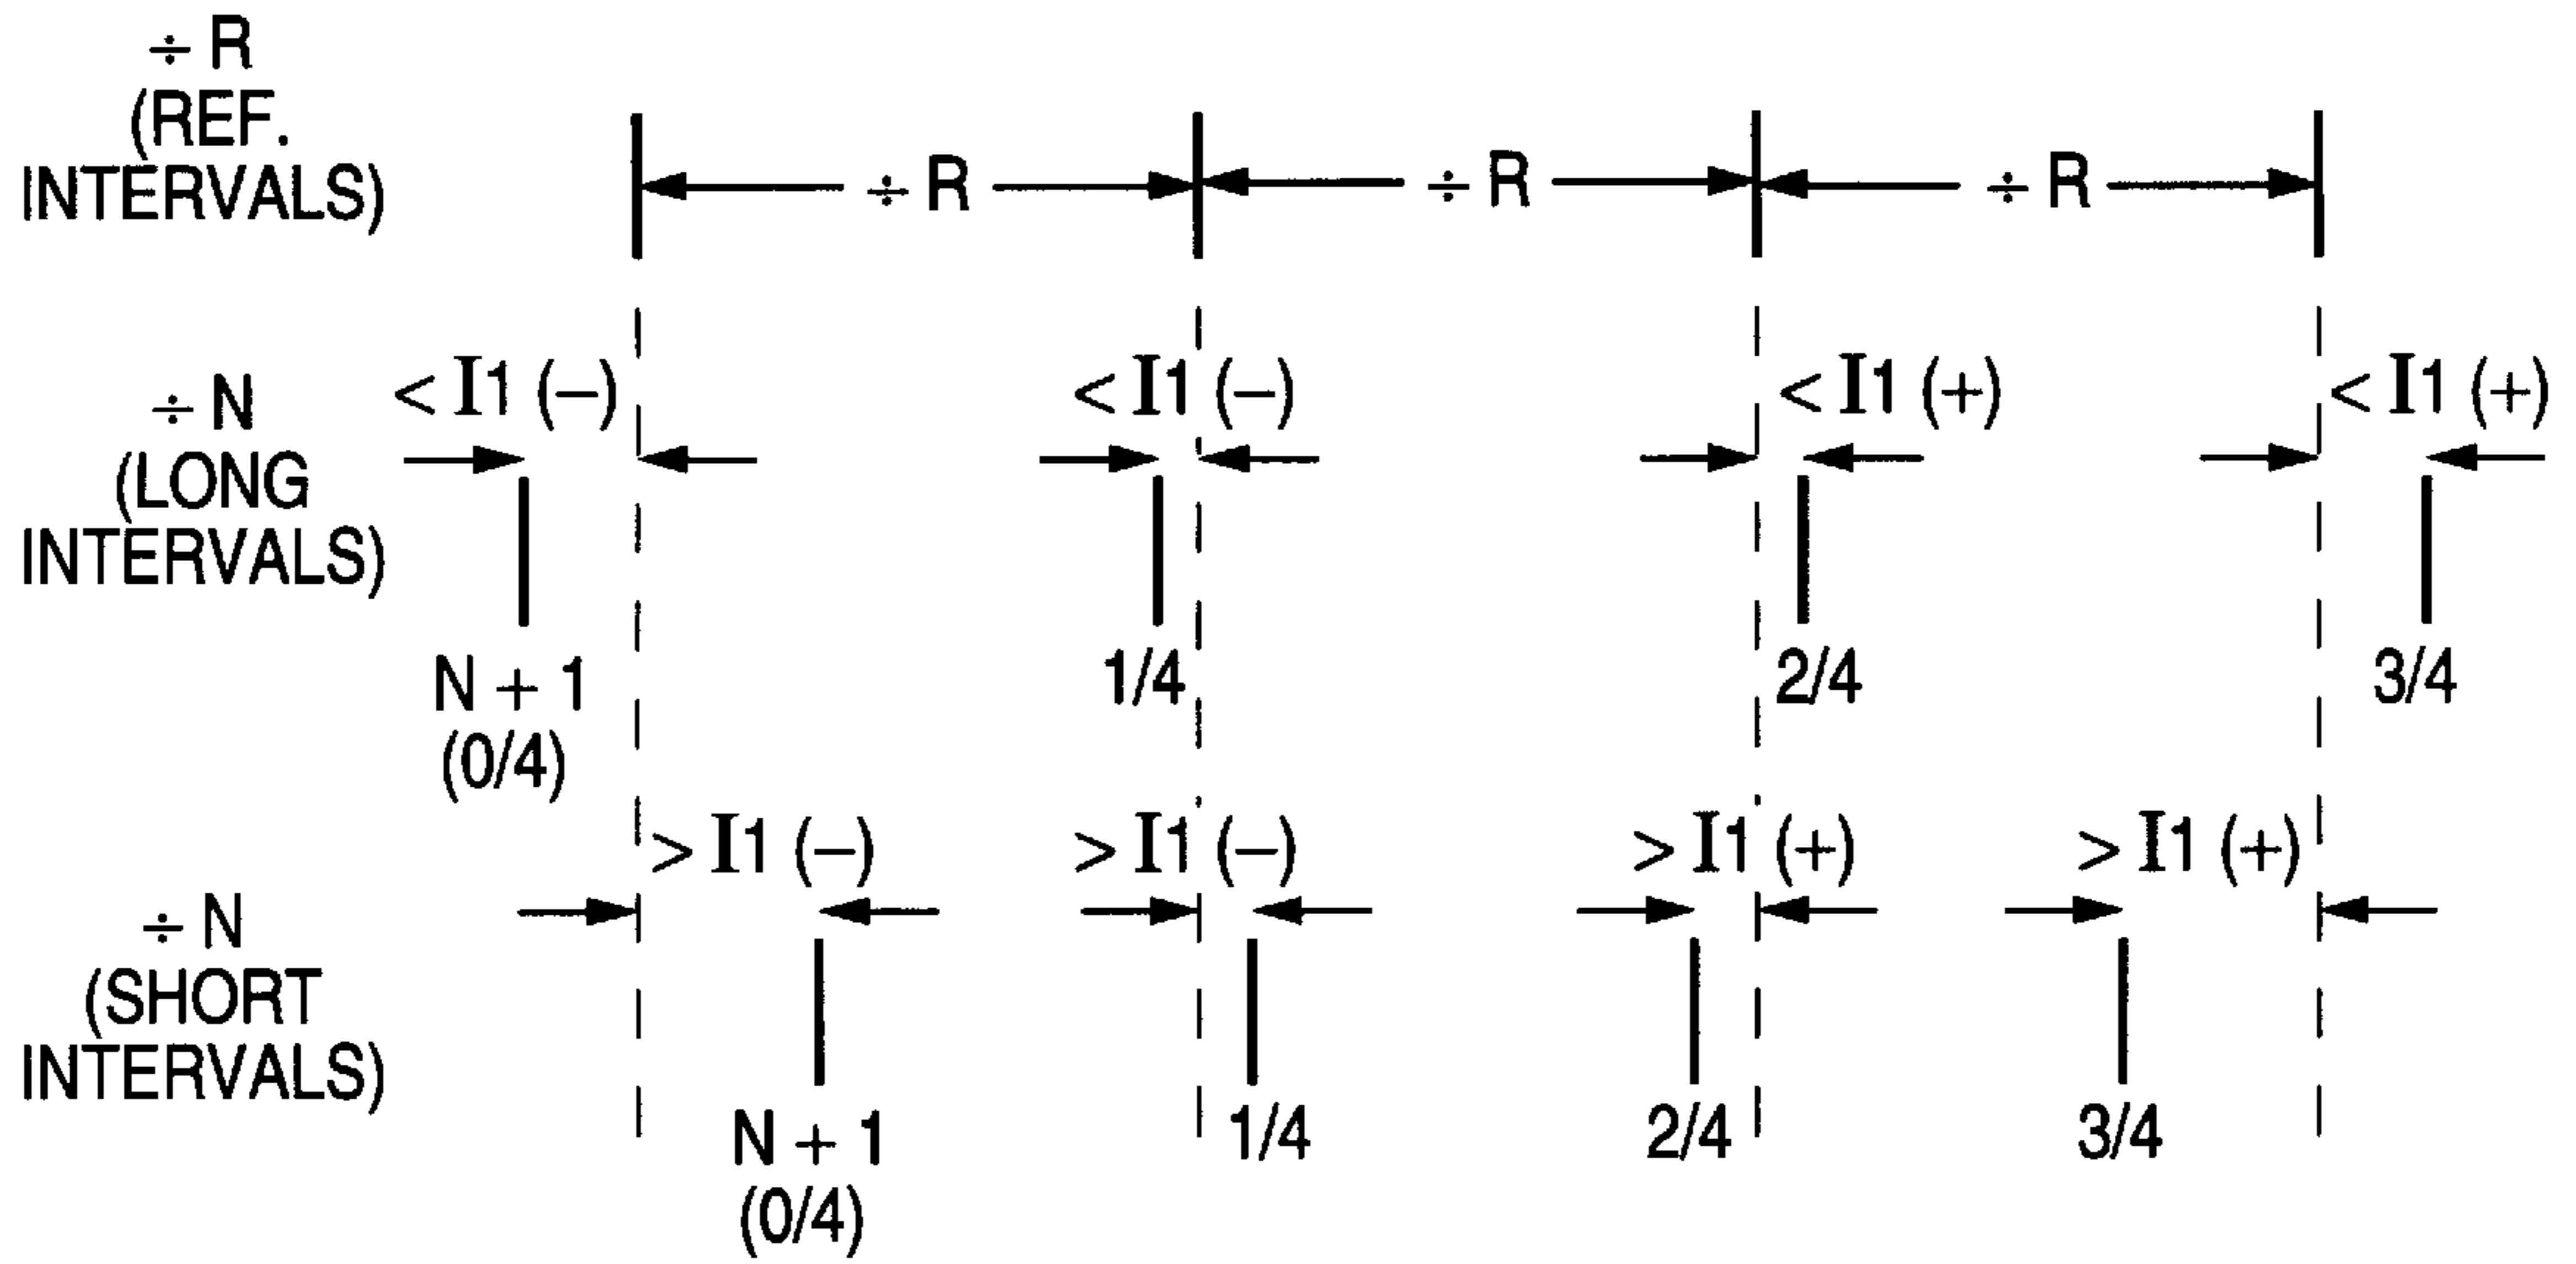 ÷ R
(REF.
INTERVALS)
÷ R ÷ R ÷ R
÷ N
(LONG
INTERVALS)
< I1 (–) < I1 (–) < I1 (+) < I1 (+)
N + 1
(0/4)
1/4 2/4 3/4
÷ N
(SHORT
INTERVALS)
> I1 (–) > I1 (–) > I1 (+) > I1 (+)
N + 1
(0/4)
1/4 2/4 3/4